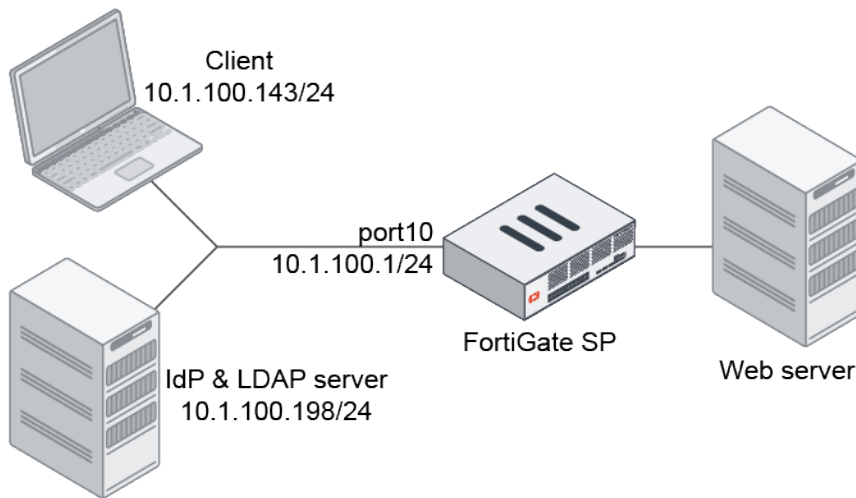 Client
10.1.100.143/24
port10
10.1.100.1/24
FortiGate SP
Web server
IdP & LDAP server
10.1.100.198/24